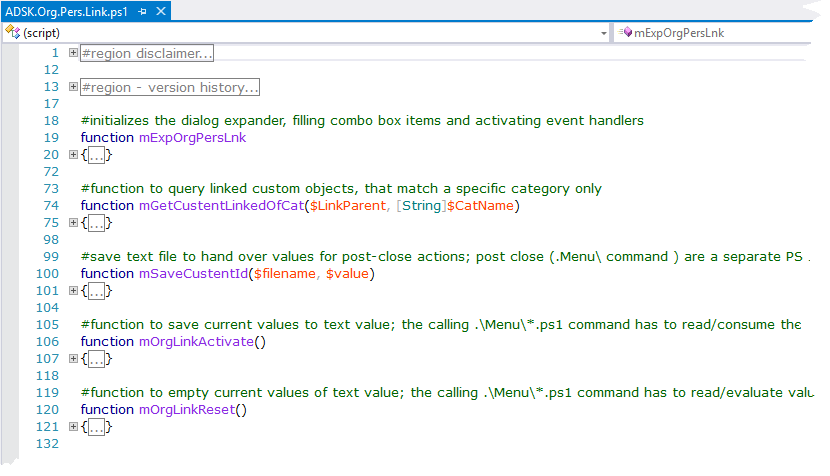 ADSK.Org.Pers.Link.ps1
(script)
mExpOrgPersLnk
1 #region disclaimer...
12
13 #region - version history...
17
18 #initializes the dialog expander, filling combo box items and activating event handlers
19 function mExpOrgPersLnk
20 {...}
72
73 #function to query linked custom objects, that match a specific category only
74 function mGetCustentLinkedOfCat($LinkParent, [String]$CatName)
75 {...}
98
99 #save text file to hand over values for post-close actions; post close (.Menu\ command ) are a separate PS .
100 function mSaveCustentId($filename, $value)
101 {...}
104
105 #function to save current values to text value; the calling .\Menu\*.ps1 command has to read/consume the
106 function mOrgLinkActivate()
107 {...}
118
119 #function to empty current values of text value; the calling .\Menu\*.ps1 command has to read/evaluate valu
120 function mOrgLinkReset()
121 {...}
132